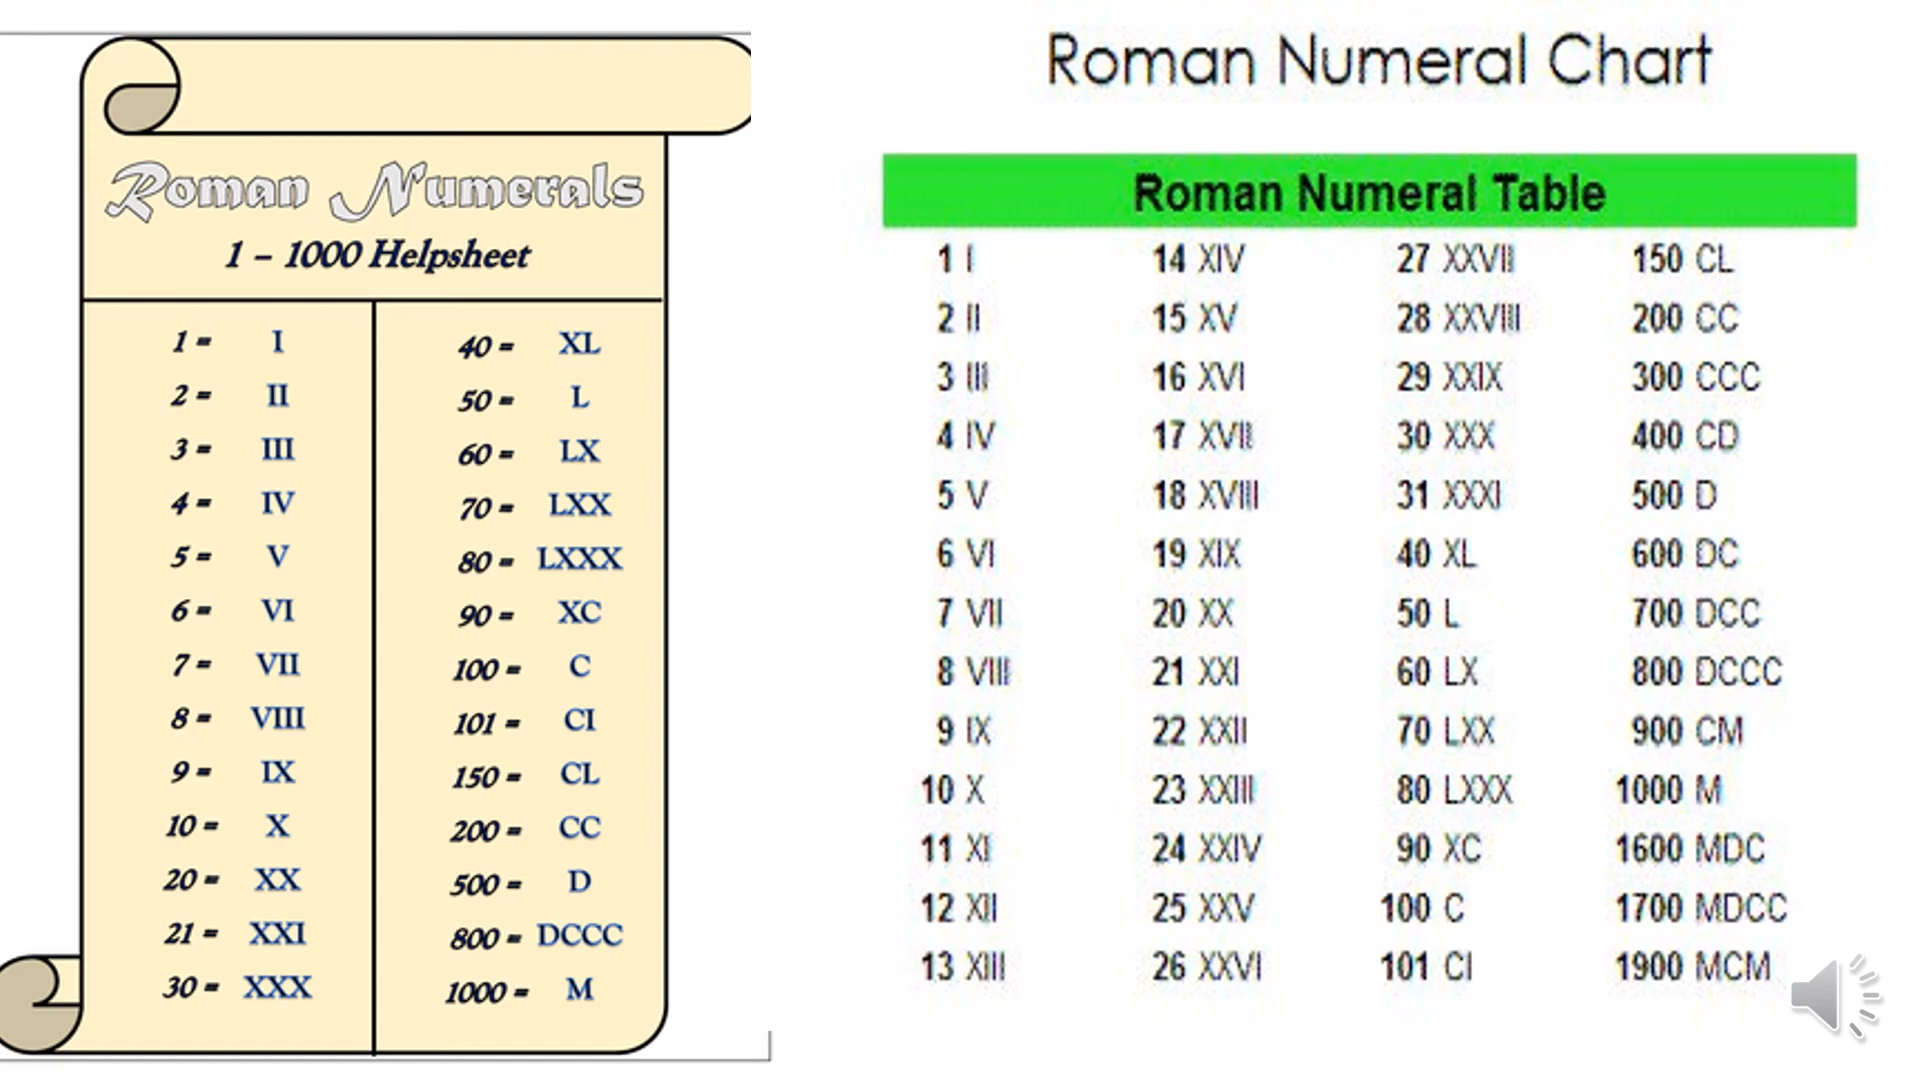 Roman Numerals
1 – 1000 Helpsheet
1 = I
2 = II
3 = III
4 = IV
5 = V
6 = VI
7 = VII
8 = VIII
9 = IX
10 = X
20 = XX
21 = XXI
30 = XXX
40 = XL
50 = L
60 = LX
70 = LXX
80 = LXXX
90 = XC
100 = C
101 = CI
150 = CL
200 = CC
500 = D
800 = DCCC
1000 = M
Roman Numeral Chart
Roman Numeral Table
1 I 14 XIV 27 XXVII 150 CL
2 II 15 XV 28 XXVIII 200 CC
3 III 16 XVI 29 XXIX 300 CCC
4 IV 17 XVII 30 XXX 400 CD
5 V 18 XVIII 31 XXXI 500 D
6 VI 19 XIX 40 XL 600 DC
7 VII 20 XX 50 L 700 DCC
8 VIII 21 XXI 60 LX 800 DCCC
9 IX 22 XXII 70 LXX 900 CM
10 X 23 XXIII 80 LXXX 1000 M
11 XI 24 XXIV 90 XC 1600 MDC
12 XII 25 XXV 100 C 1700 MDCC
13 XIII 26 XXVI 101 CI 1900 MCM